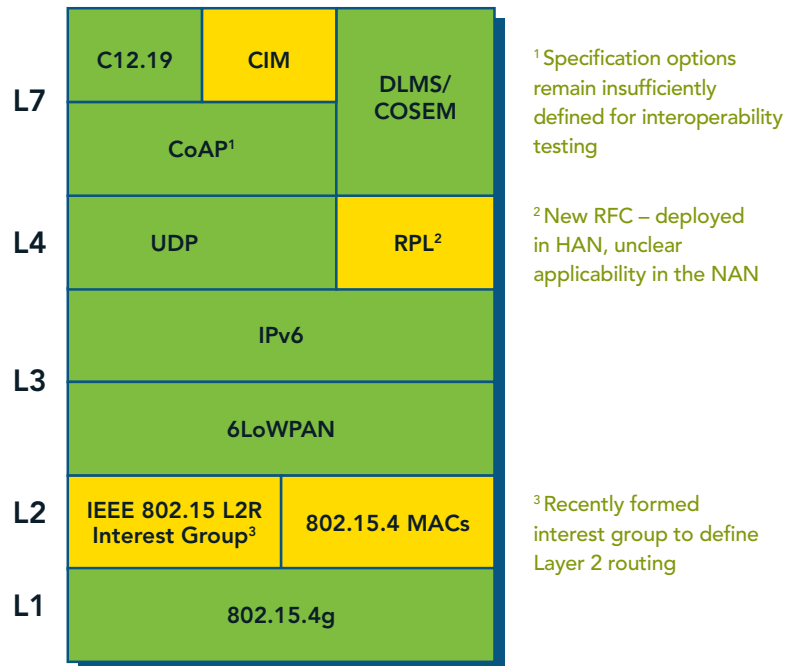 L7
C12.19
CIM
DLMS/
COSEM
CoAP¹
¹ Specification options
remain insufficiently
defined for interoperability
testing
L4
UDP
RPL²
² New RFC – deployed
in HAN, unclear
applicability in the NAN
L3
IPv6
6LoWPAN
L2
IEEE 802.15 L2R
Interest Group³
802.15.4 MACs
³ Recently formed
interest group to define
Layer 2 routing
L1
802.15.4g